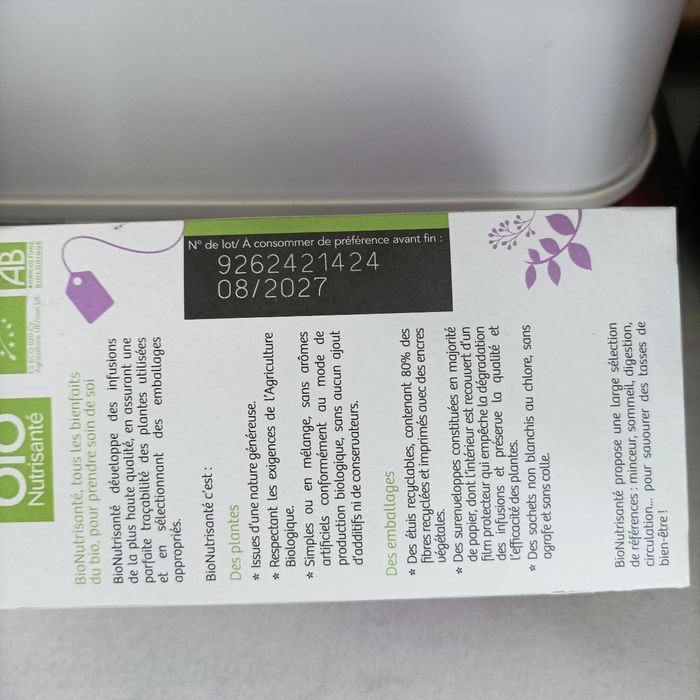 bio
Nutrisanté
AB
AGRICULTURE
BIOLOGIQUE
Agriculture UE/non UE
BioNutrisanté, tous les bienfaits
du bio, pour prendre soin de soi
BioNutrisanté développe des infusions
de la plus haute qualité, en assurant une
parfaite traçabilité des plantes utilisées
et en sélectionnant des emballages
appropriés.
BioNutrisanté c'est :
Des plantes
* Issues d'une nature généreuse.
* Respectant les exigences de l'Agriculture
Biologique.
* Simples ou en mélange, sans arômes
artificiels conformément au mode de
production biologique, sans aucun ajout
d'additifs ni de conservateurs.
Des emballages
* Des étuis recyclables, contenant 80% des
fibres recyclées et imprimés avec des encres
végétales.
* Des surenveloppes constituées en majorité
de papier, dont l'intérieur est recouvert d'un
film protecteur qui empêche la dégradation
des infusions et préserve la qualité et
l'efficacité des plantes.
* Des sachets non blanchis au chlore, sans
agrafe et sans colle.
BioNutrisanté propose une large sélection
de références : minceur, sommeil, digestion,
circulation... pour savourer des tasses de
bien-être !
N° de lot/ À consommer de préférence avant fin :
9262421424
08/2027